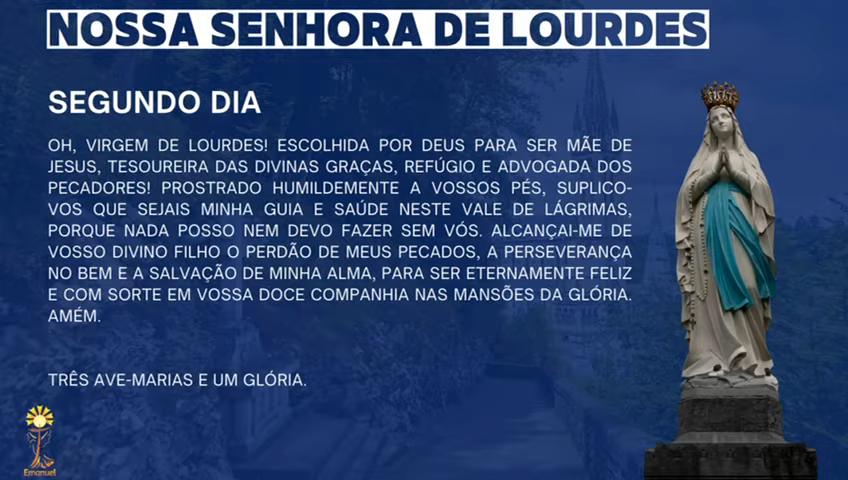 NOSSA SENHORA DE LOURDES
SEGUNDO DIA
OH, VIRGEM DE LOURDES! ESCOLHIDA POR DEUS PARA SER MÃE DE
JESUS, TESOUREIRA DAS DIVINAS GRAÇAS, REFÚGIO E ADVOGADA DOS
PECADORES! PROSTRADO HUMILDEMENTE A VOSSOS PÉS, SUPLICO-
VOS QUE SEJAIS MINHA GUIA E SAÚDE NESTE VALE DE LÁGRIMAS,
PORQUE NADA POSSO NEM DEVO FAZER SEM VÓS. ALCANÇAI-ME DE
VOSSO DIVINO FILHO O PERDÃO DE MEUS PECADOS, A PERSEVERANÇA
NO BEM E A SALVAÇÃO DE MINHA ALMA, PARA SER ETERNAMENTE FELIZ
E COM SORTE EM VOSSA DOCE COMPANHIA NAS MANSÕES DA GLÓRIA.
AMÉM.
TRÊS AVE-MARIAS E UM GLÓRIA.
Emanuel